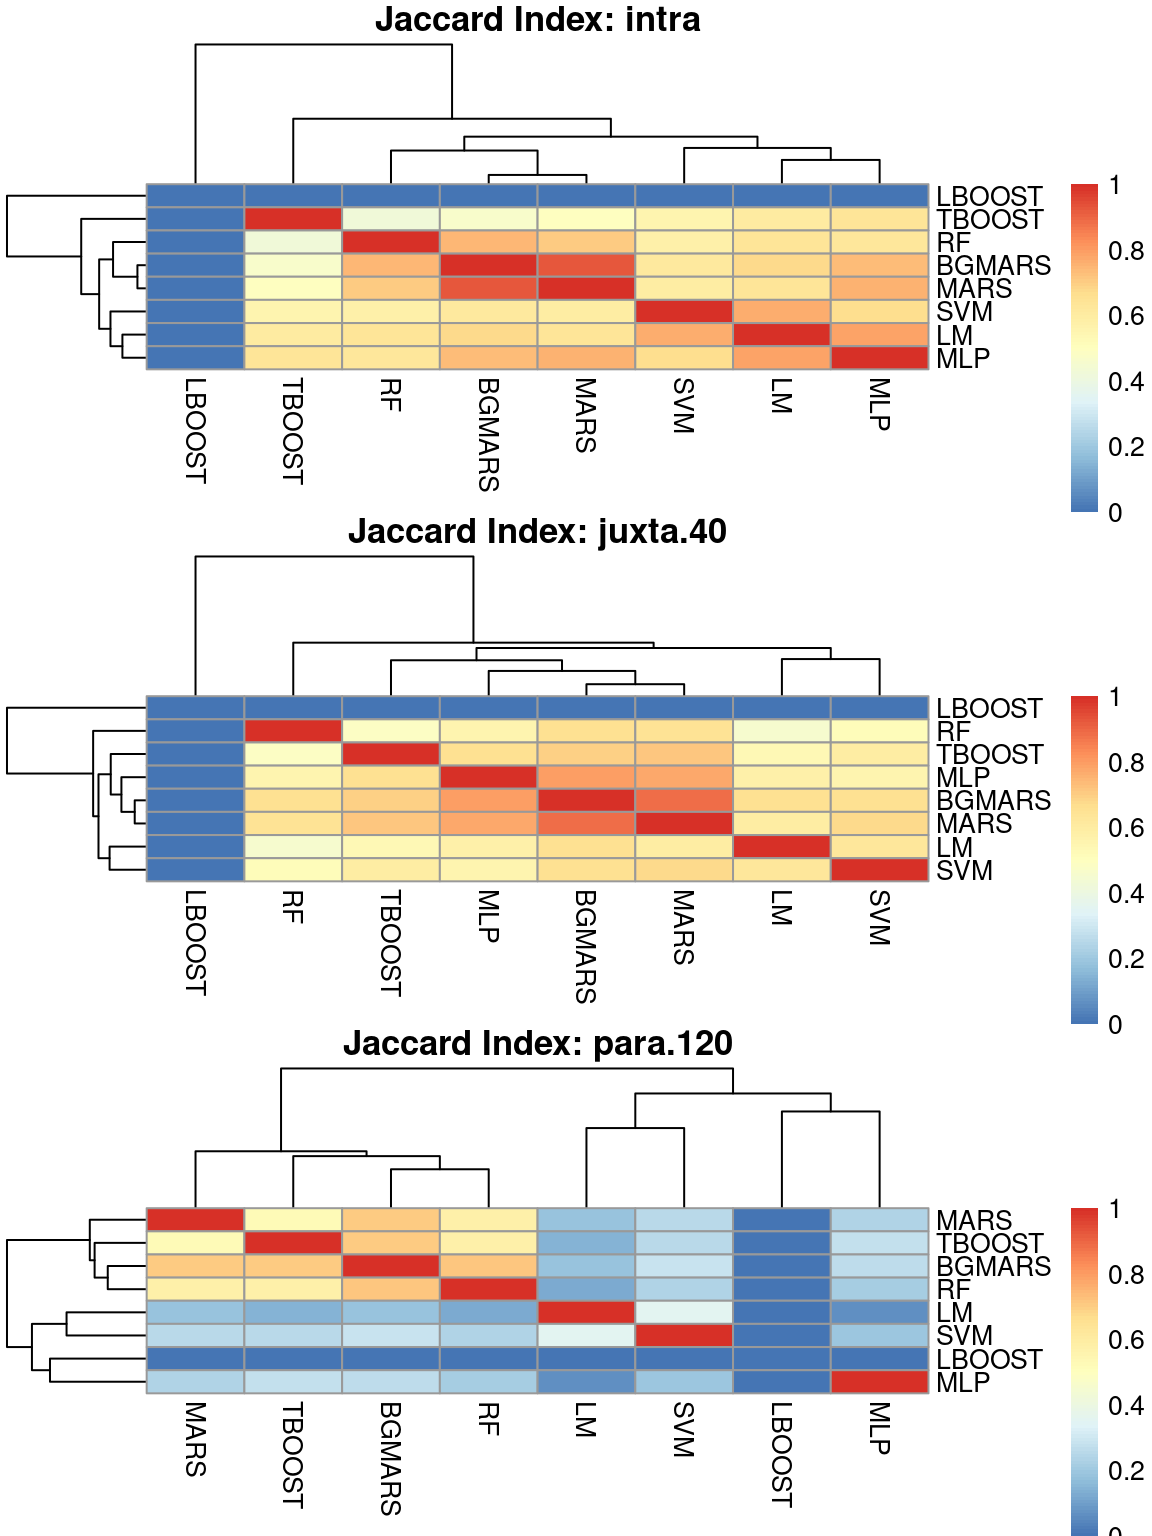 Jaccard Index: intra
1
0.8
0.6
0.4
0.2
0
LBOOST
TBOOST
RF
BGMARS
MARS
SVM
LM
MLP
LBOOST TBOOST RF BGMARS MARS SVM LM MLP
Jaccard Index: juxta.40
1
0.8
0.6
0.4
0.2
0
LBOOST
RF
TBOOST
MLP
BGMARS
MARS
LM
SVM
LBOOST RF TBOOST MLP BGMARS MARS LM SVM
Jaccard Index: para.120
1
0.8
0.6
0.4
0.2
0
MARS
TBOOST
BGMARS
RF
LM
SVM
LBOOST
MLP
MARS TBOOST BGMARS RF LM SVM LBOOST MLP